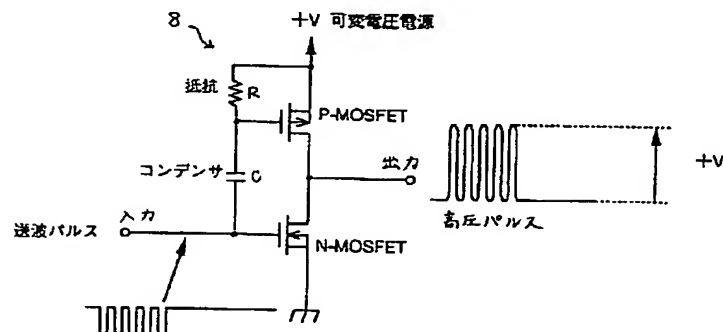 8
+V 可変電圧電源
抵抗 R
P-MOSFET
コンデンサ C
出力
+V
高圧パルス
入力
送波パルス
N-MOSFET